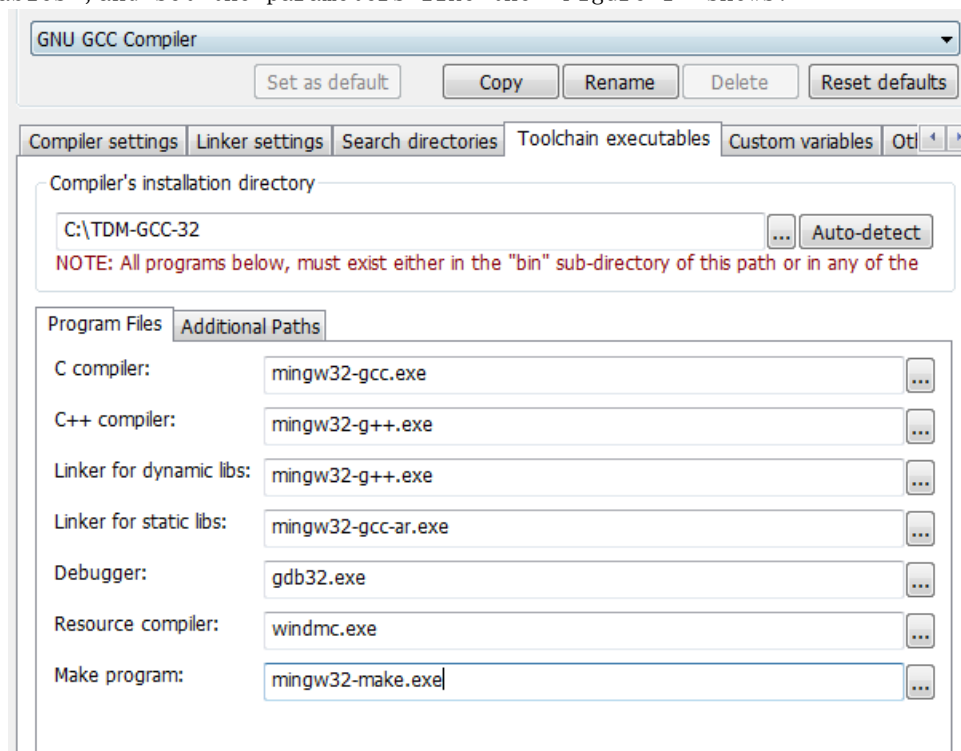 GNU GCC Compiler
Set as default Copy Rename Delete Reset defaults
Compiler settings Linker settings Search directories Toolchain executables Custom variables Otl
Compiler's installation directory
C:\TDM-GCC-32 ... Auto-detect
NOTE: All programs below, must exist either in the "bin" sub-directory of this path or in any of the
Program Files Additional Paths
C compiler: mingw32-gcc.exe ...
C++ compiler: mingw32-g++.exe ...
Linker for dynamic libs: mingw32-g++.exe ...
Linker for static libs: mingw32-gcc-ar.exe ...
Debugger: gdb32.exe ...
Resource compiler: windmc.exe ...
Make program: mingw32-make.exe ...